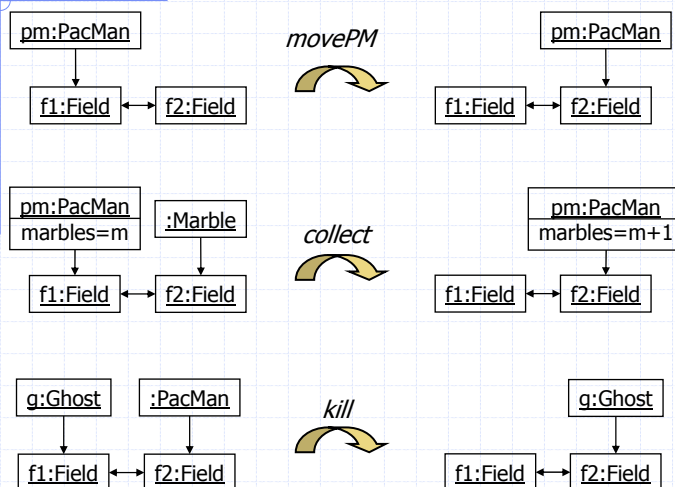 pm:PacMan
movePM
pm:PacMan
f1:Field
f2:Field
f1:Field
f2:Field
pm:PacMan
marbles=m
:Marble
collect
pm:PacMan
marbles=m+1
f1:Field
f2:Field
f1:Field
f2:Field
g:Ghost
:PacMan
kill
g:Ghost
f1:Field
f2:Field
f1:Field
f2:Field